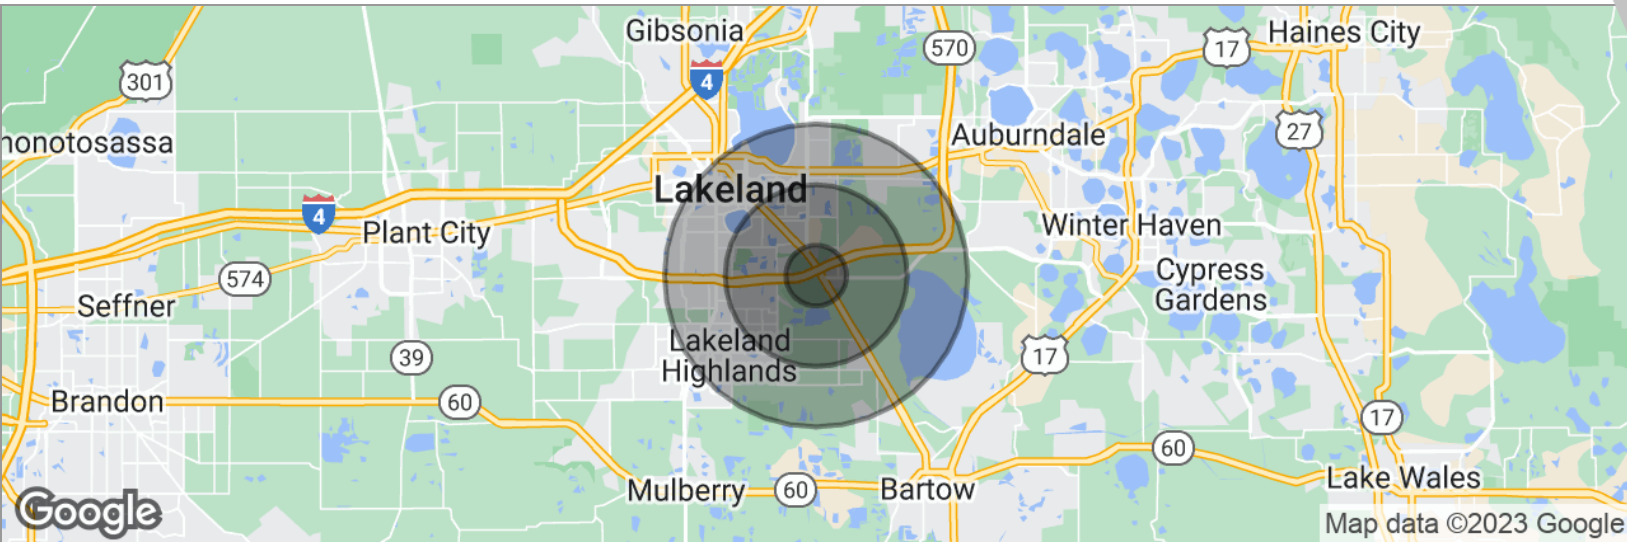 Gibsonia
570
17
Haines City
4
301
27
Auburndale
nonotosassa
Lakeland
4
Plant City
Winter Haven
574
Cypress
Gardens
Seffner
Lakeland
Highlands
39
17
Brandon
60
17
60
Mulberry
60
Bartow
Lake Wales
Google
Map data ©2023 Google